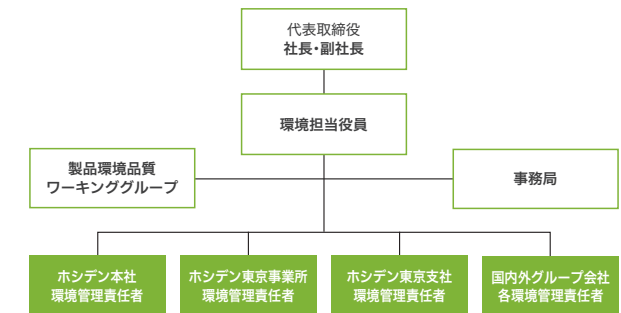 代表取締役
社長・副社長
環境担当役員
製品環境品質
ワーキンググループ
事務局
ホシデン本社
環境管理責任者
ホシデン東京事業所
環境管理責任者
ホシデン東京支社
環境管理責任者
国内外グループ会社
各環境管理責任者